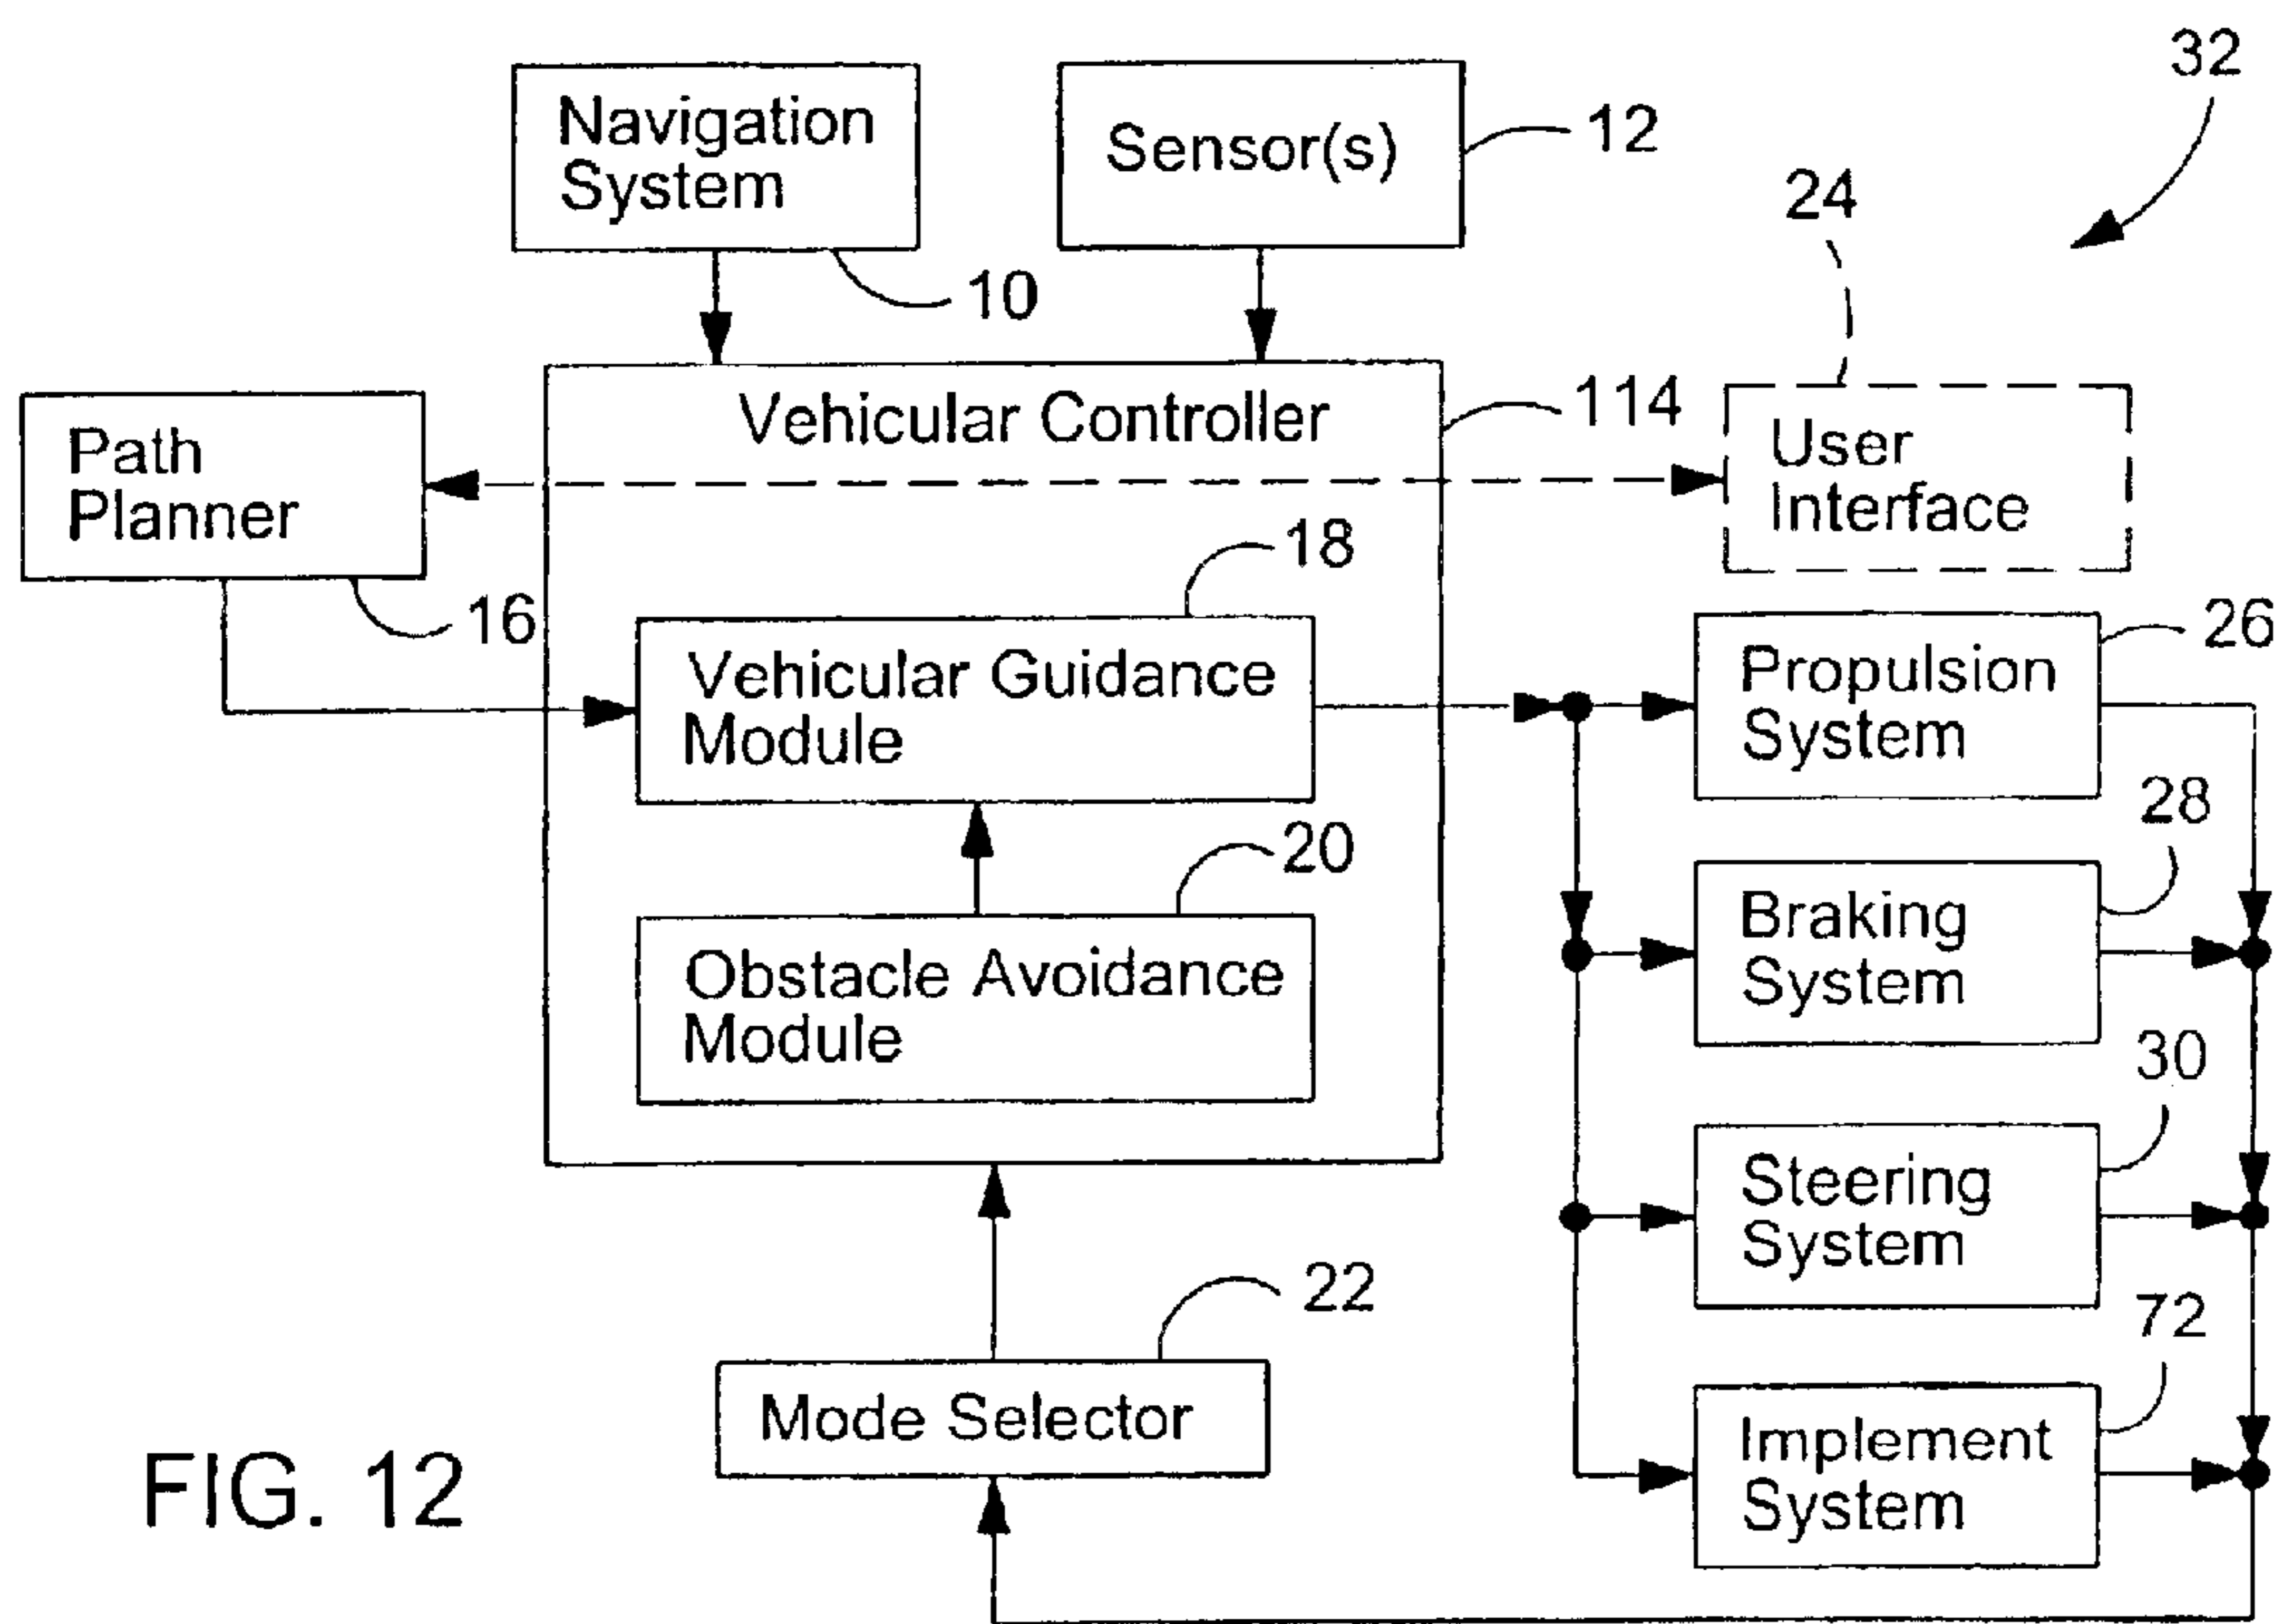 32
Navigation
System
10
Sensor(s)
12
24
Path
Planner
16
Vehicular Controller
114
User
Interface
18
Vehicular Guidance
Module
20
Obstacle Avoidance
Module
Propulsion
System
26
28
Braking
System
30
Steering
System
22
Mode Selector
72
Implement
System
FIG. 12